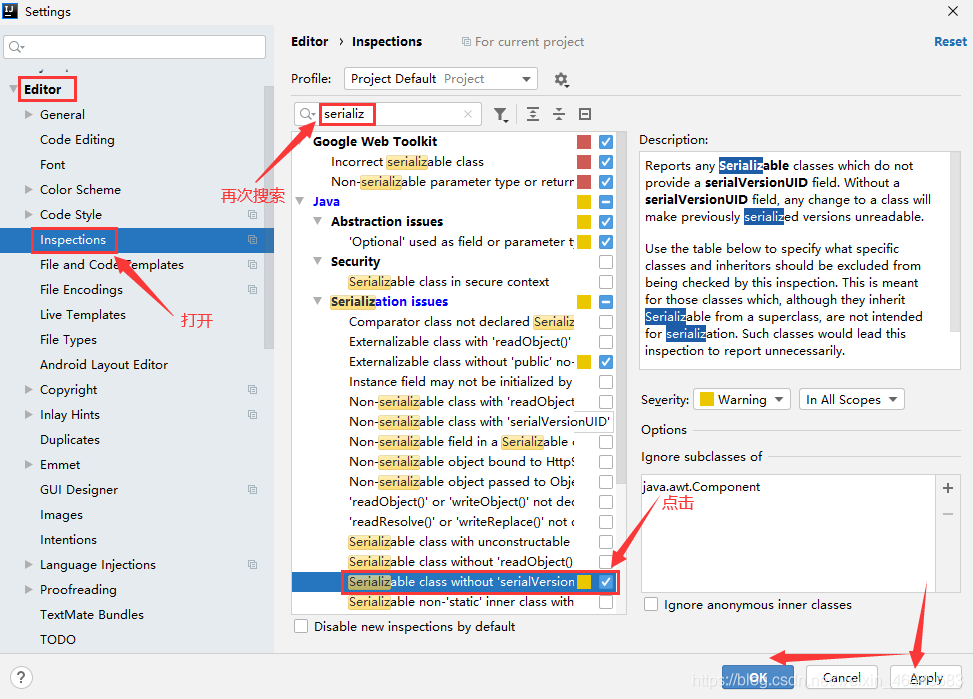 Settings
Editor › Inspections
For current project
Reset
Profile:
Project Default Project
serializ
Editor
General
Code Editing
Font
Color Scheme
Code Style
Inspections
File and Code Templates
File Encodings
Live Templates
File Types
Android Layout Editor
Copyright
Inlay Hints
Duplicates
Emmet
GUI Designer
Images
Intentions
Language Injections
Proofreading
TextMate Bundles
TODO
再次搜索
打开
Google Web Toolkit
Incorrect serializable class
Non-serializable parameter type or return
Java
Abstraction issues
'Optional' used as field or parameter t
Security
Serializable class in secure context
Serialization issues
Comparator class not declared Serializ
Externalizable class with 'readObject()'
Externalizable class without 'public' no-
Instance field may not be initialized by
Non-serializable class with 'readObject
Non-serializable class with 'serialVersionUID'
Non-serializable field in a Serializable
Non-serializable object bound to HttpS
Non-serializable object passed to Obje
'readObject()' or 'writeObject()' not dec
'readResolve()' or 'writeReplace()' not d
Serializable class with unconstructable
Serializable class without 'readObject()
Serializable class without 'serialVersion
Serializable non-'static' inner class with
Disable new inspections by default
Description:
Reports any Serializable classes which do not
provide a serialVersionUID field. Without a
serialVersionUID field, any change to a class will
make previously serialized versions unreadable.
Use the table below to specify what specific
classes and inheritors should be excluded from
being checked by this inspection. This is meant
for those classes which, although they inherit
Serializable from a superclass, are not intended
for serialization. Such classes would lead this
inspection to report unnecessarily.
Severity:
Warning
In All Scopes
Options
Ignore subclasses of
java.awt.Component
点击
Ignore anonymous inner classes
?
OK
Cancel
Apply